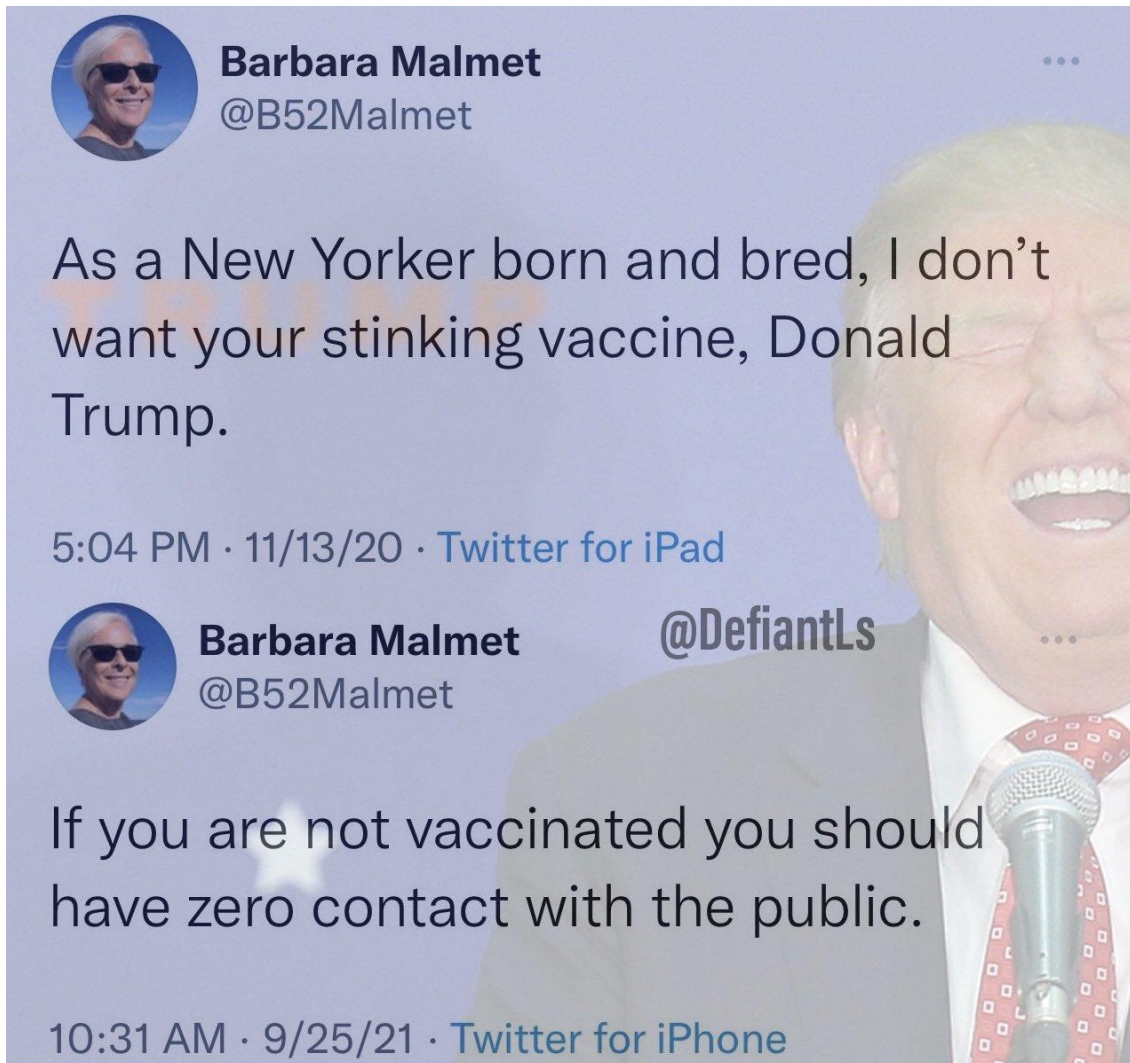 Barbara Malmet
@B52Malmet
As a New Yorker born and bred, I don’t
want your stinking vaccine, Donald
Trump.
TRUMP
5:04 PM · 11/13/20 · Twitter for iPad
Barbara Malmet
@DefiantLs
@B52Malmet
If you are not vaccinated you should
have zero contact with the public.
10:31 AM · 9/25/21 · Twitter for iPhone